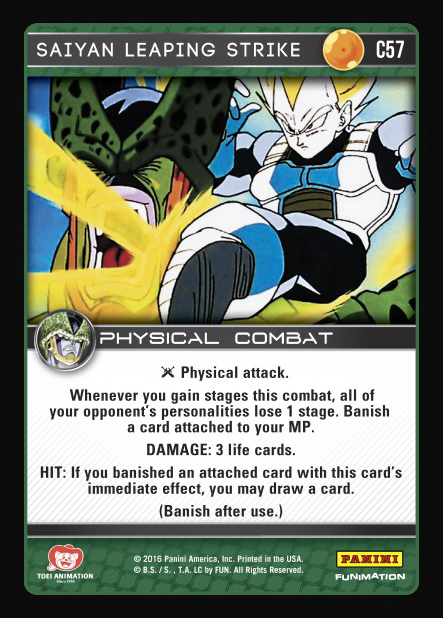 SAIYAN LEAPING STRIKE C57
PHYSICAL COMBAT
Physical attack.
Whenever you gain stages this combat, all of
your opponent's personalities lose 1 stage. Banish
a card attached to your MP.
DAMAGE: 3 life cards.
HIT: If you banished an attached card with this card's
immediate effect, you may draw a card.
(Banish after use.)
TOEI ANIMATION
Since 1956
© 2016 Panini America, Inc. Printed in the USA.
© B.S. / S. , T.A. LC by FUN. All Rights Reserved.
PANINI
FUNIMATION